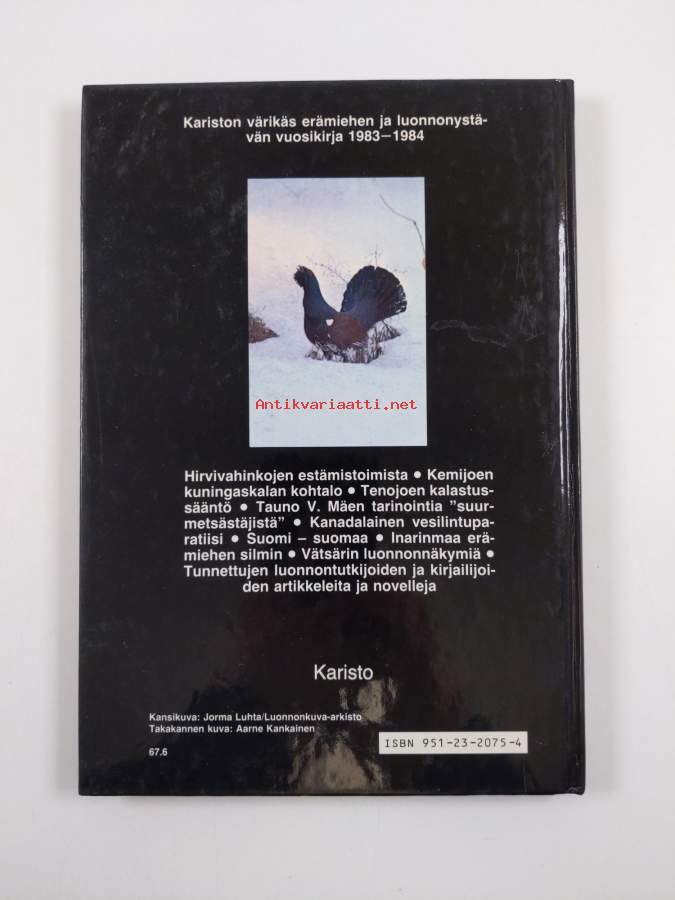 Kariston värikäs erämiehen ja luonnonystä-
vän vuosikirja 1983–1984
Antikvariaatti.net
Hirvivahinkojen estämistoimista • Kemijoen
kuningaskalan kohtalo • Tenojoen kalastus-
sääntö • Tauno V. Mäen tarinointia ”suur-
metsästäjistä” • Kanadalainen vesilintupa-
ratiisi • Suomi – suomaa • Inarinmaa erä-
miehen silmin • Vätsärin luonnonnäkymiä •
Tunnettujen luonnontutkijoiden ja kirjailijoi-
den artikkeleita ja novelleja
Karisto
Kansikuva: Jorma Luhta/Luonnonkuva-arkisto
Takakannen kuva: Aarne Kankainen
67.6
ISBN 951-23-2075-4